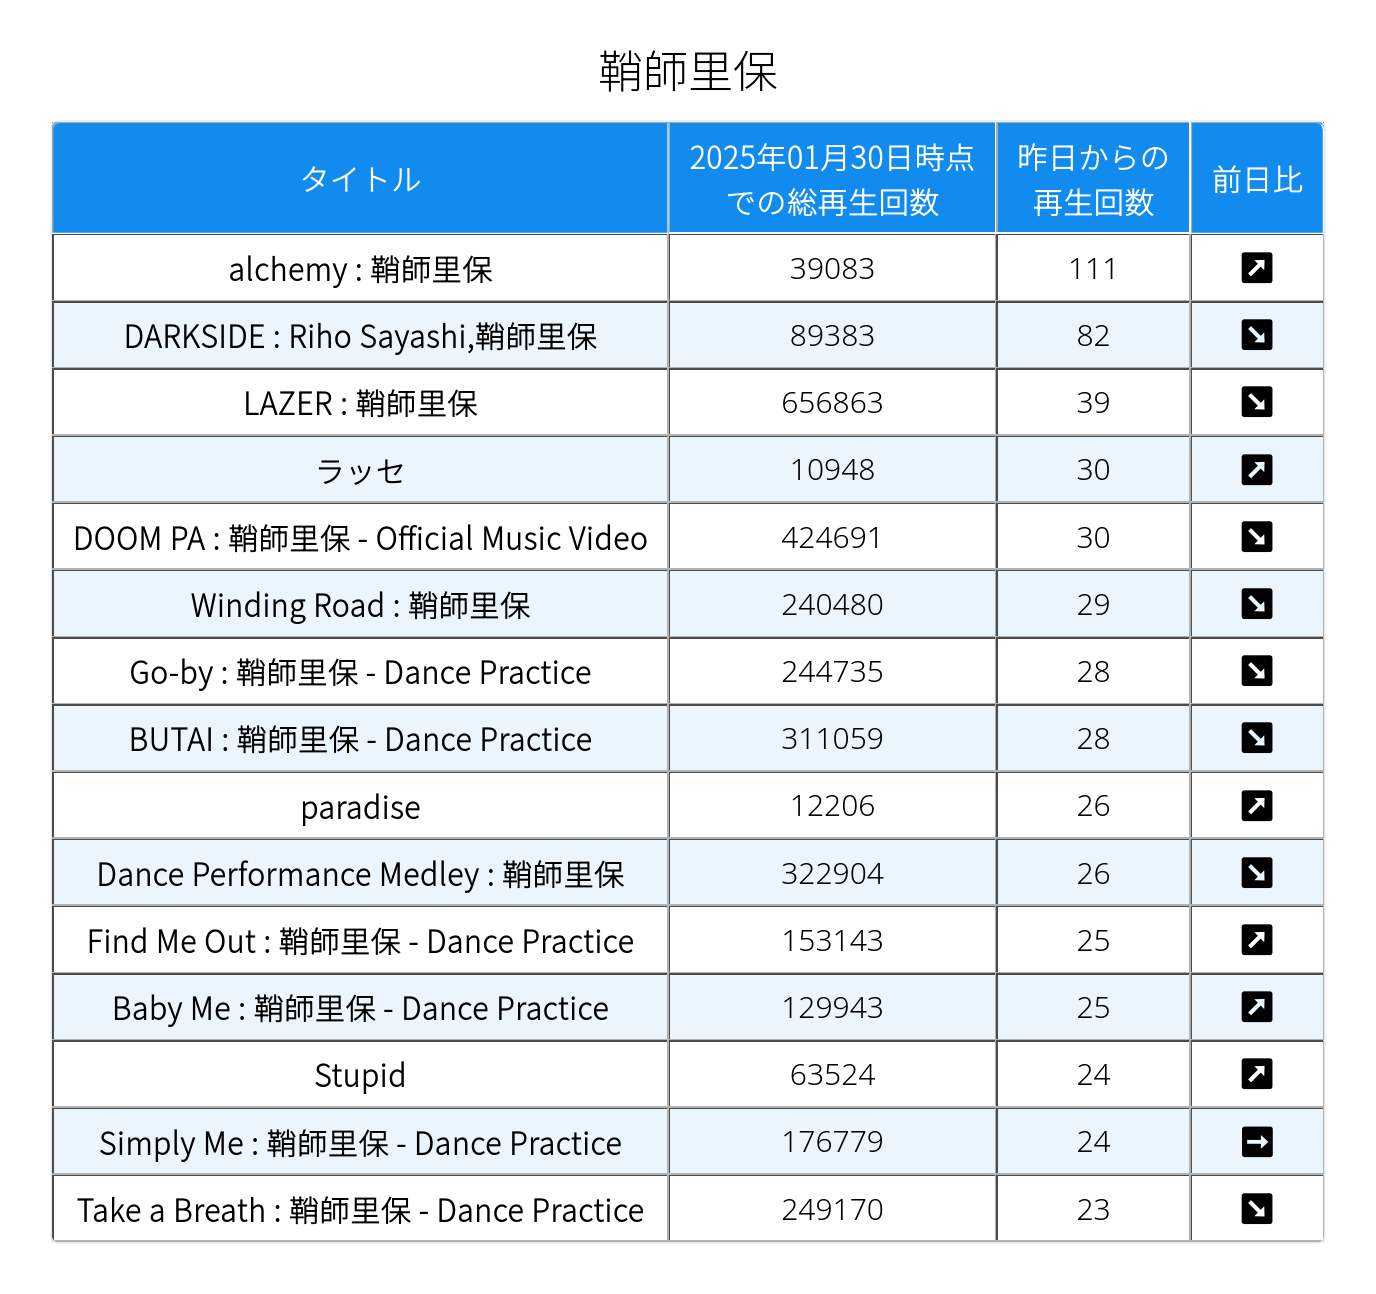 鞘師里保
タイトル
2025年01月30日時点
での総再生回数
昨日からの
再生回数
前日比
alchemy : 鞘師里保 39083 111 ↗
DARKSIDE : Riho Sayashi,鞘師里保 89383 82 ↘
LAZER : 鞘師里保 656863 39 ↘
ラッセ 10948 30 ↗
DOOM PA : 鞘師里保 - Official Music Video 424691 30 ↘
Winding Road : 鞘師里保 240480 29 ↘
Go-by : 鞘師里保 - Dance Practice 244735 28 ↘
BUTAI : 鞘師里保 - Dance Practice 311059 28 ↘
paradise 12206 26 ↗
Dance Performance Medley : 鞘師里保 322904 26 ↘
Find Me Out : 鞘師里保 - Dance Practice 153143 25 ↗
Baby Me : 鞘師里保 - Dance Practice 129943 25 ↗
Stupid 63524 24 ↗
Simply Me : 鞘師里保 - Dance Practice 176779 24 →
Take a Breath : 鞘師里保 - Dance Practice 249170 23 ↘